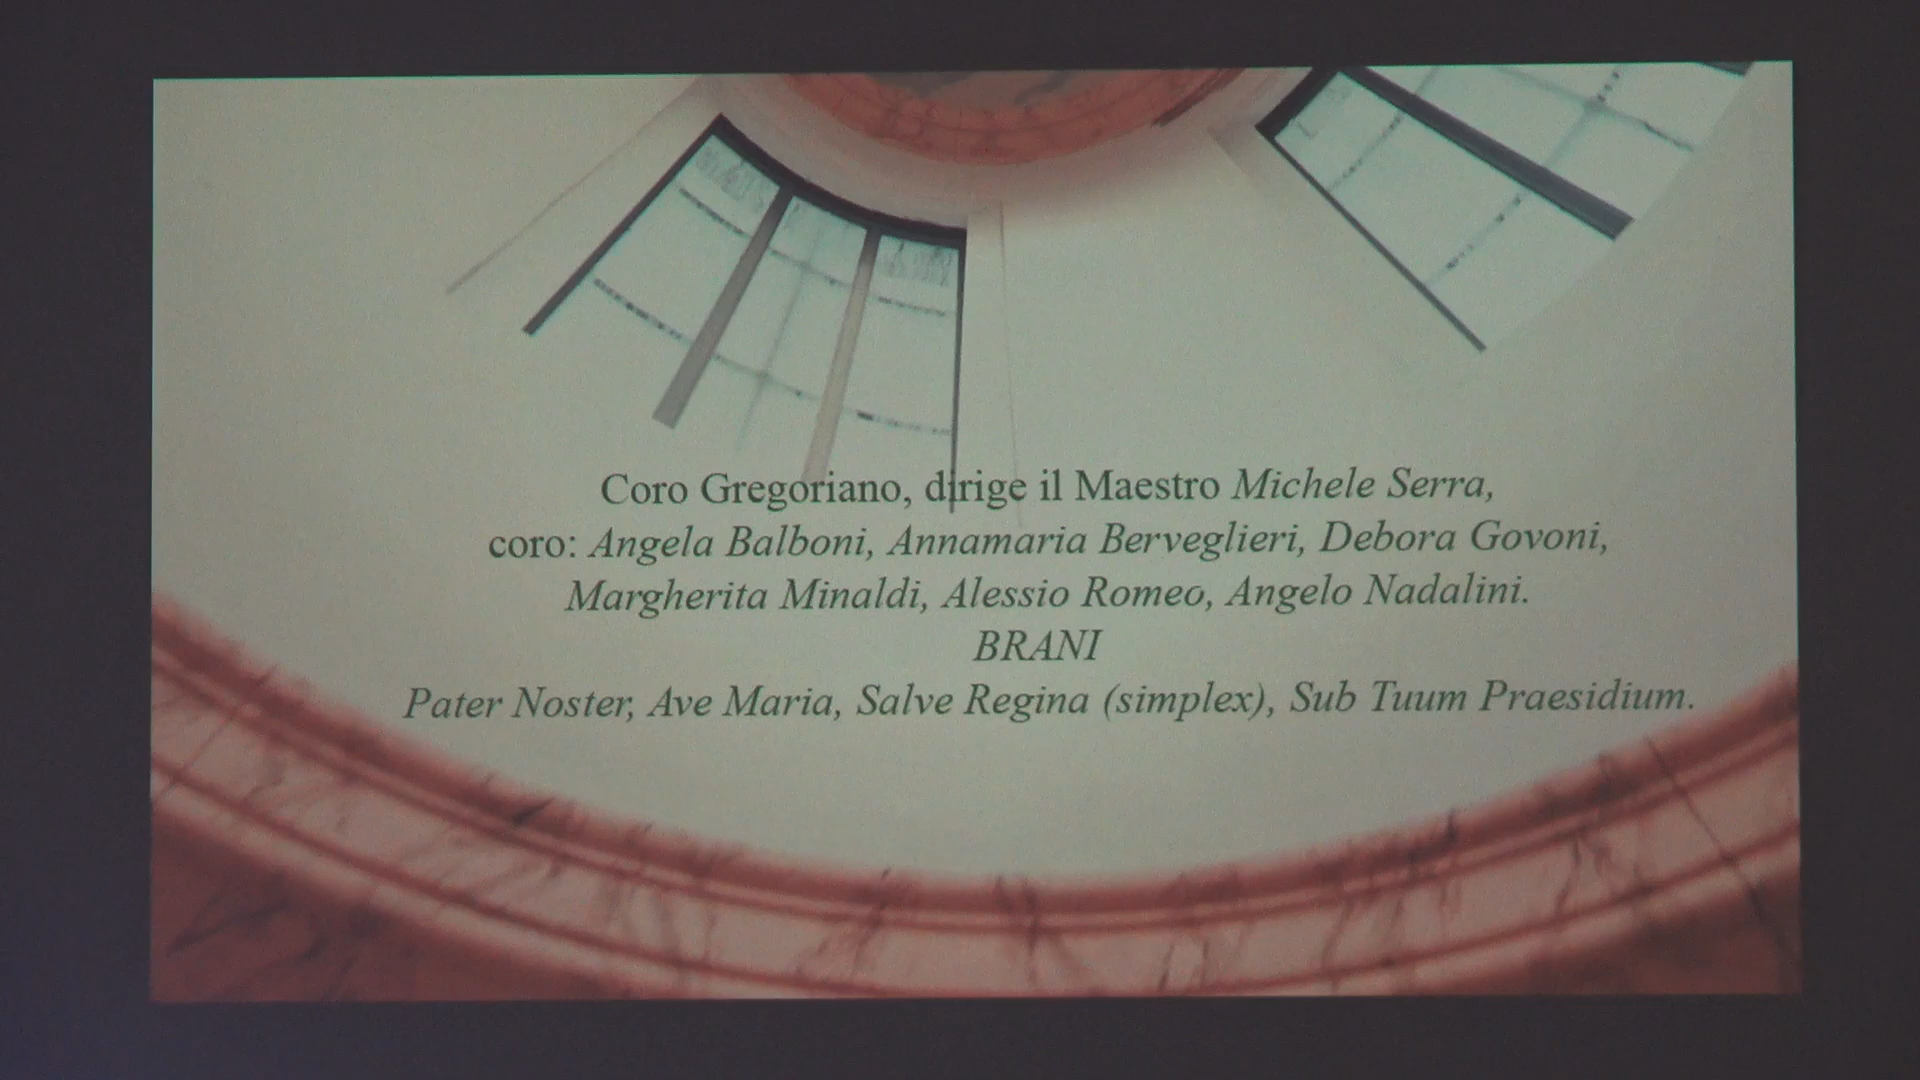 Coro Gregoriano, dirige il Maestro Michele Serra,
coro: Angela Balboni, Annamaria Berveglieri, Debora Govoni,
Margherita Minaldi, Alessio Romeo, Angelo Nadalini.
BRANI
Pater Noster, Ave Maria, Salve Regina (simplex), Sub Tuum Praesidium.